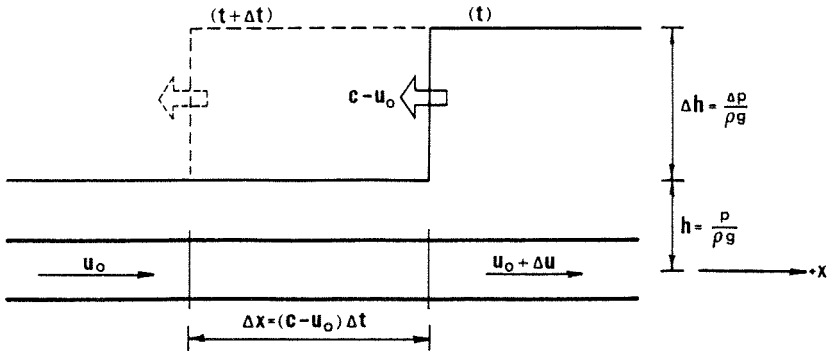 (t + Δt)
(t)
c - u₀
Δh = Δp/ρg
h = p/ρg
u₀
u₀ + Δu
+x
Δx = (c - u₀) Δt